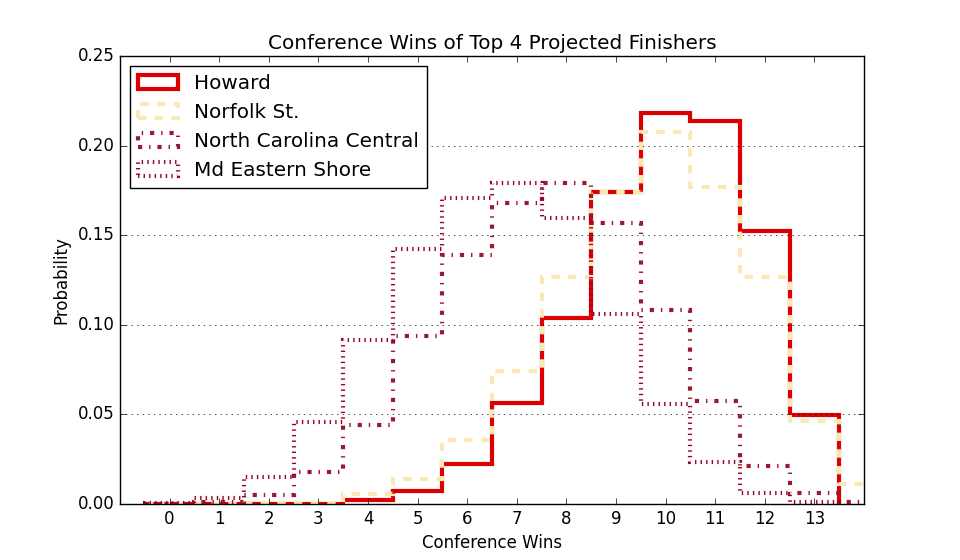 Conference Wins of Top 4 Projected Finishers
0.25
0.20
0.15
0.10
0.05
0.00
Probability
Howard
Norfolk St.
North Carolina Central
Md Eastern Shore
0 1 2 3 4 5 6 7 8 9 10 11 12 13
Conference Wins